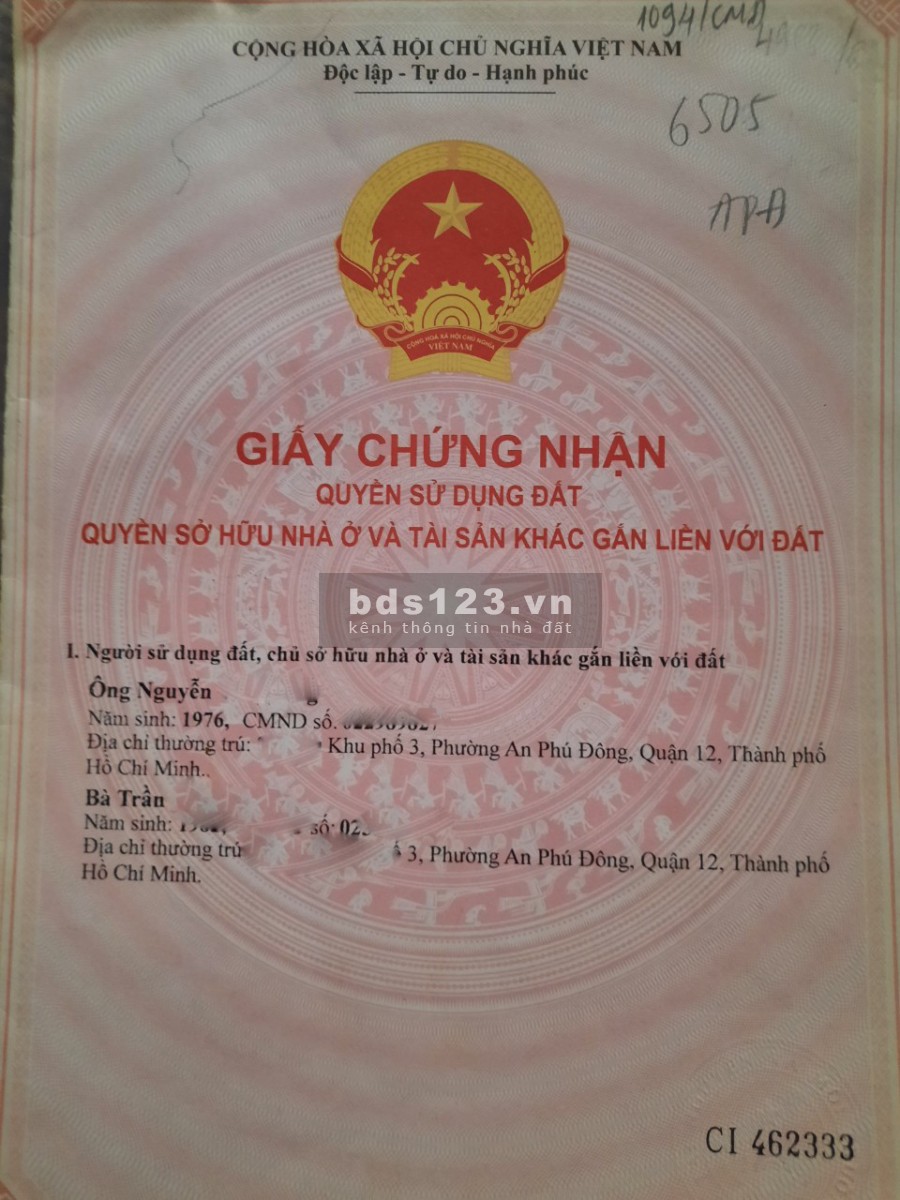 1094/CMD
CỘNG HÒA XÃ HỘI CHỦ NGHĨA VIỆT NAM
Độc lập - Tự do - Hạnh phúc
6505
APA
CỘNG HÒA XÃ HỘI CHỦ NGHĨA
VIỆT NAM
GIẤY CHỨNG NHẬN
QUYỀN SỬ DỤNG ĐẤT
QUYỀN SỞ HỮU NHÀ Ở VÀ TÀI SẢN KHÁC GẮN LIỀN VỚI ĐẤT
bds123.vn
kênh thông tin nhà đất
I. Người sử dụng đất, chủ sở hữu nhà ở và tài sản khác gắn liền với đất
Ông Nguyễn
Năm sinh: 1976, CMND số.
Địa chỉ thường trú: Khu phố 3, Phường An Phú Đông, Quận 12, Thành phố
Hồ Chí Minh..
Bà Trần
Năm sinh: số:
Địa chỉ thường trú 3, Phường An Phú Đông, Quận 12, Thành phố
Hồ Chí Minh.
CI 462333